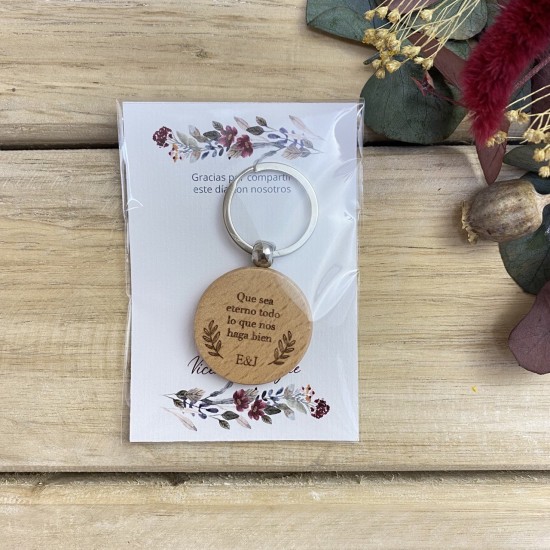 Gracias por compartir
este día con nosotros
Que sea
eterno todo
lo que nos
haga bien
E&J